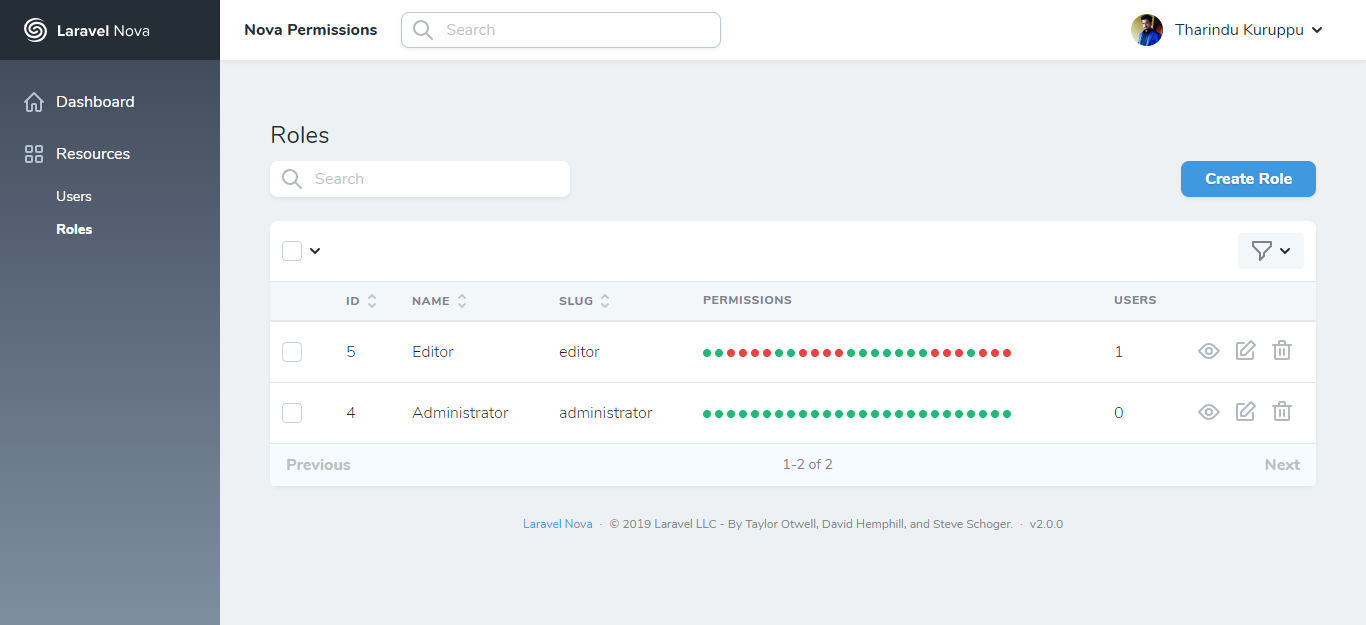 Laravel Nova
Nova Permissions
Search
Tharindu Kuruppu
Dashboard
Resources
Users
Roles
Roles
Search
Create Role
ID NAME SLUG PERMISSIONS USERS
5 Editor editor 1
4 Administrator administrator 0
Previous 1-2 of 2 Next
Laravel Nova · © 2019 Laravel LLC - By Taylor Otwell, David Hemphill, and Steve Schoger. · v2.0.0